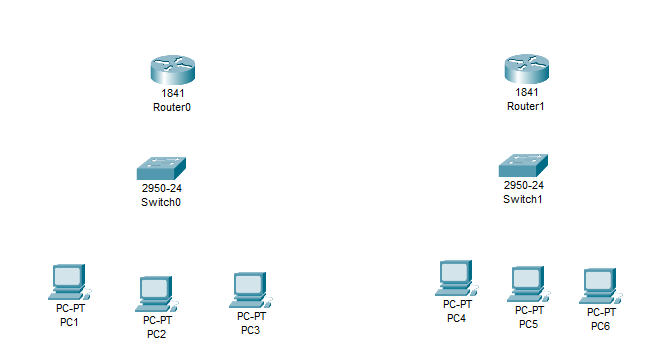 1841
Router0
1841
Router1
2950-24
Switch0
2950-24
Switch1
PC-PT
PC1
PC-PT
PC2
PC-PT
PC3
PC-PT
PC4
PC-PT
PC5
PC-PT
PC6